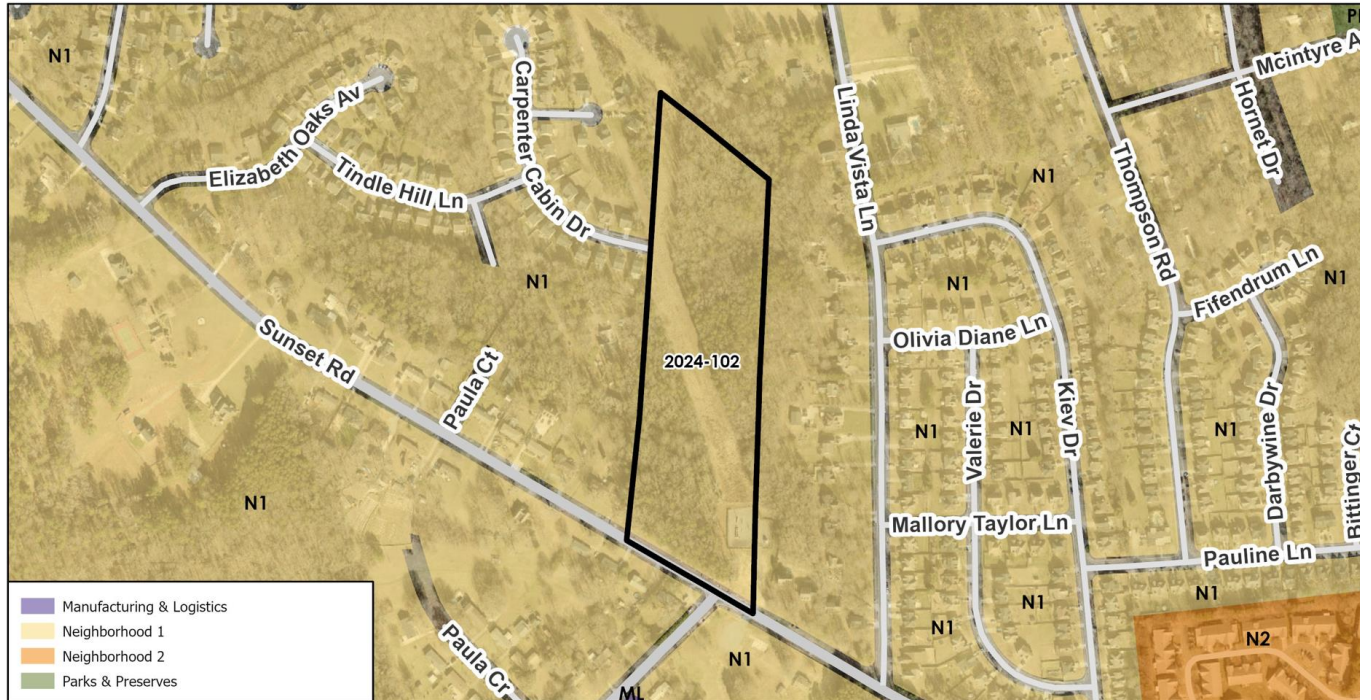 N1
PP
Mcintyre A
Hornet Dr
Carpenter Cabin Dr
Elizabeth Oaks Av
Tindle Hill Ln
Linda Vista Ln
Thompson Rd
N1
N1
N1
N1
Fifendrum Ln
Olivia Diane Ln
Sunset Rd
2024-102
Paula Ct
Valerie Dr
Kiev Dr
Darbywine Dr
Bittinger Ct
N1
N1
N1
N1
Mallory Taylor Ln
Pauline Ln
N1
N1
N1
N1
N2
Paula Cr
ML
Manufacturing & Logistics
Neighborhood 1
Neighborhood 2
Parks & Preserves